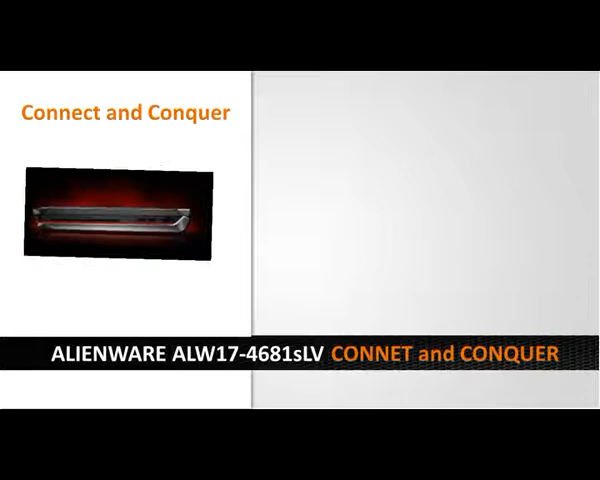 Connect and Conquer
ALIENWARE ALW17-4681sLV CONNET and CONQUER